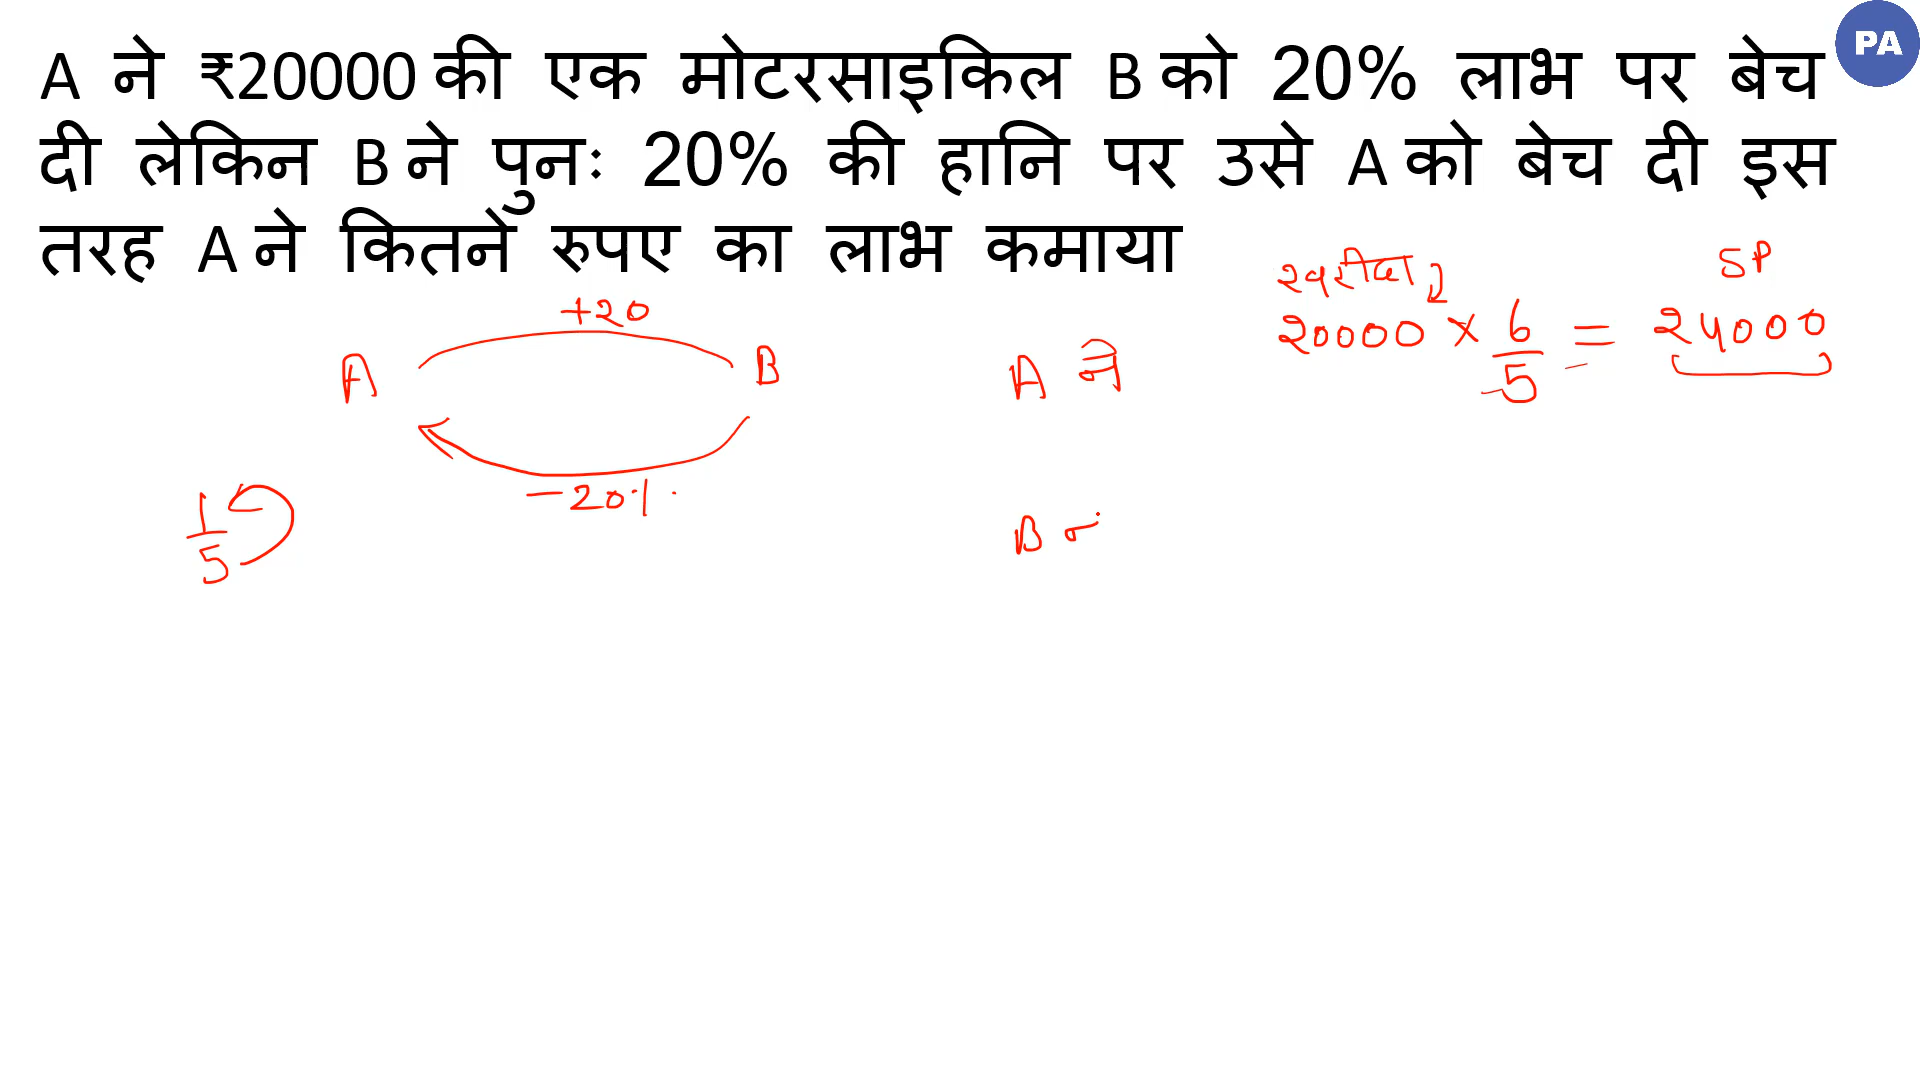 PA
A ने ₹20000 की एक मोटरसाइकिल B को 20% लाभ पर बेच
दी लेकिन B ने पुनः 20% की हानि पर उसे A को बेच दी इस
तरह A ने कितने रुपए का लाभ कमाया
खरीदा SP
+20
20000 × 6/5 = 24000
A B
A ने
-20%
1/5
B न